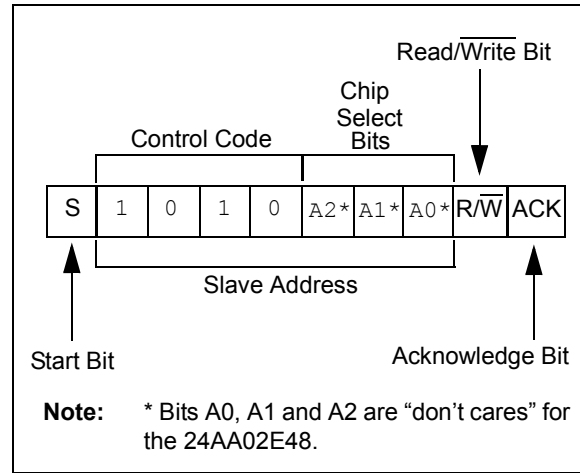 Read/Write Bit
Chip
Select
Bits
Control Code
S 1 0 1 0 A2* A1* A0* R/W ACK
Slave Address
Start Bit
Acknowledge Bit
Note: * Bits A0, A1 and A2 are “don’t cares” for
the 24AA02E48.